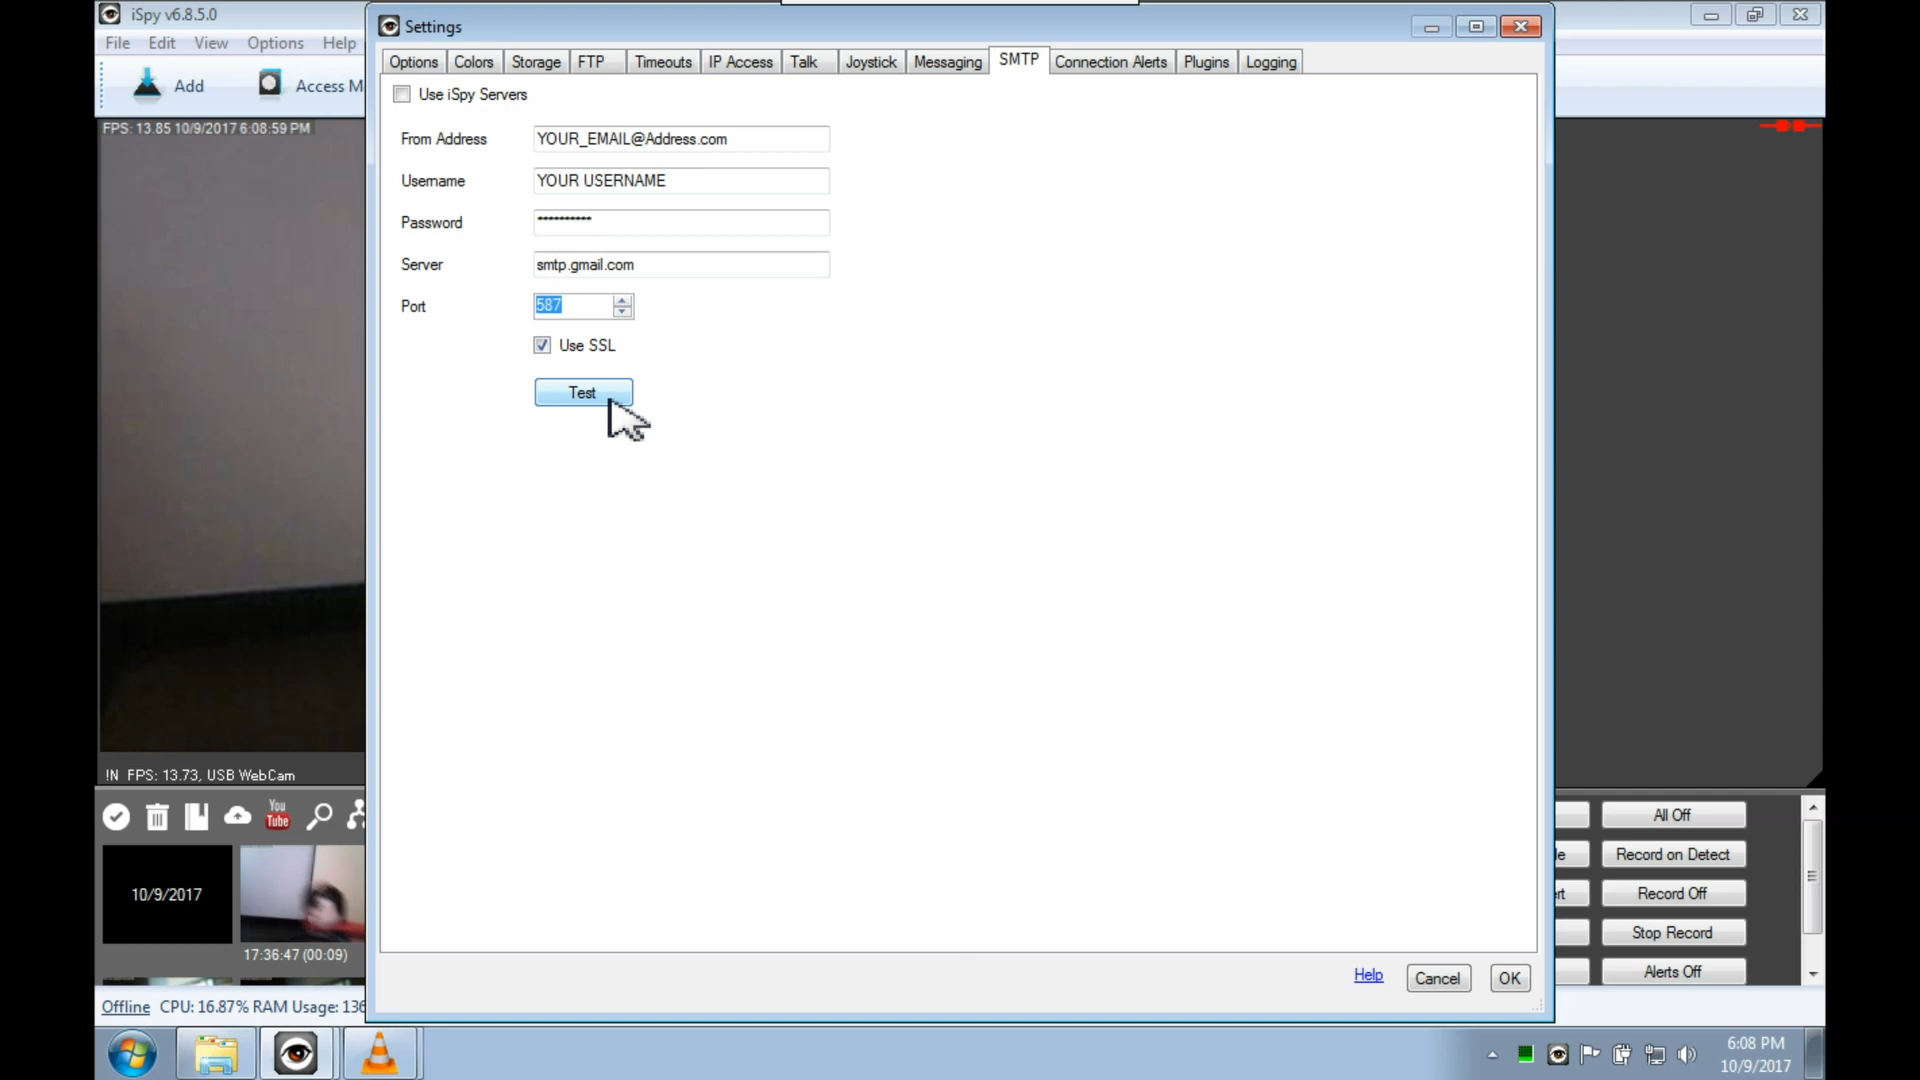 iSpy v6.8.5.0
File Edit View Options Help
Add Access M
FPS: 13.85 10/9/2017 6:08:59 PM
Settings
Options Colors Storage FTP Timeouts IP Access Talk Joystick Messaging SMTP Connection Alerts Plugins Logging
Use iSpy Servers
From Address YOUR_EMAIL@Address.com
Username YOUR USERNAME
Password **********
Server smtp.gmail.com
Port 587
Use SSL
Test
Help Cancel OK
!N FPS: 13.73, USB WebCam
You
Tube
10/9/2017
17:36:47 (00:09)
All Off
le Record on Detect
rt Record Off
Stop Record
Alerts Off
Offline CPU: 16.87% RAM Usage: 136
6:08 PM
10/9/2017